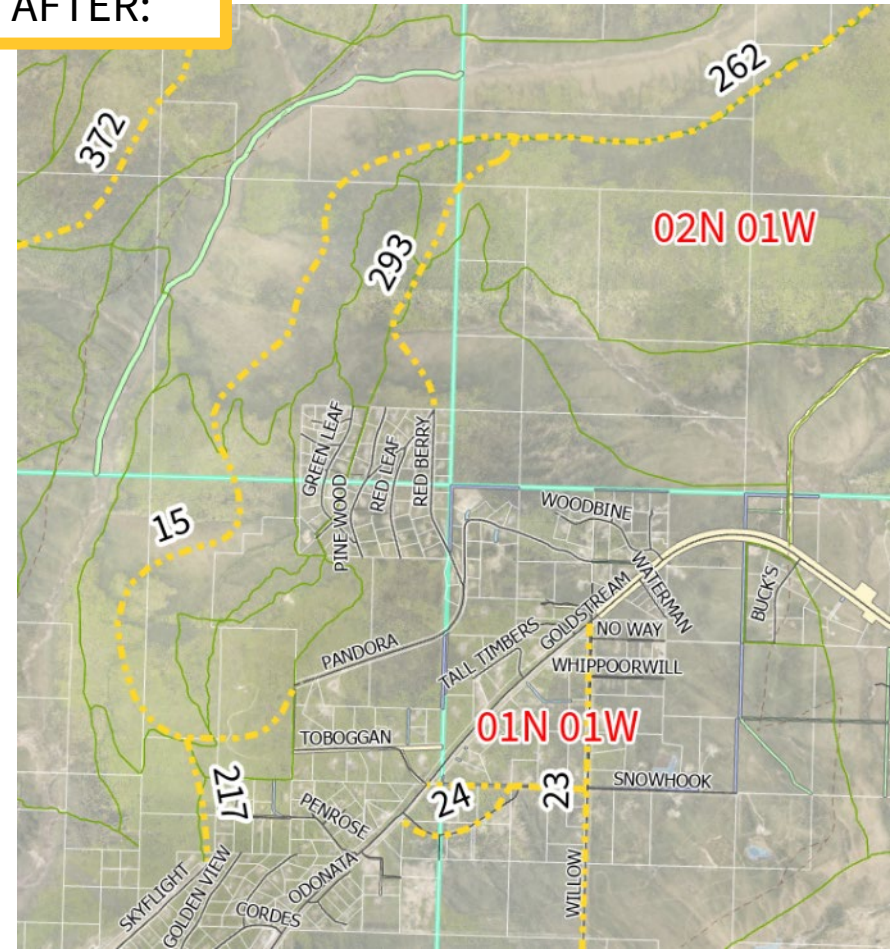 AFTER:
262
372
02N 01W
293
GREEN LEAF
PINE WOOD
RED LEAF
RED BERRY
15
WOODBINE
WATERMAN
BUCK'S
GOLDSTREAM
NO WAY
TALL TIMBERS
WHIPPOORWILL
PANDORA
01N 01W
TOBOGGAN
217
24
23
SNOWHOOK
PENROSE
ODONATA
WILLOW
SKYFLIGHT
GOLDEN VIEW
CORDES